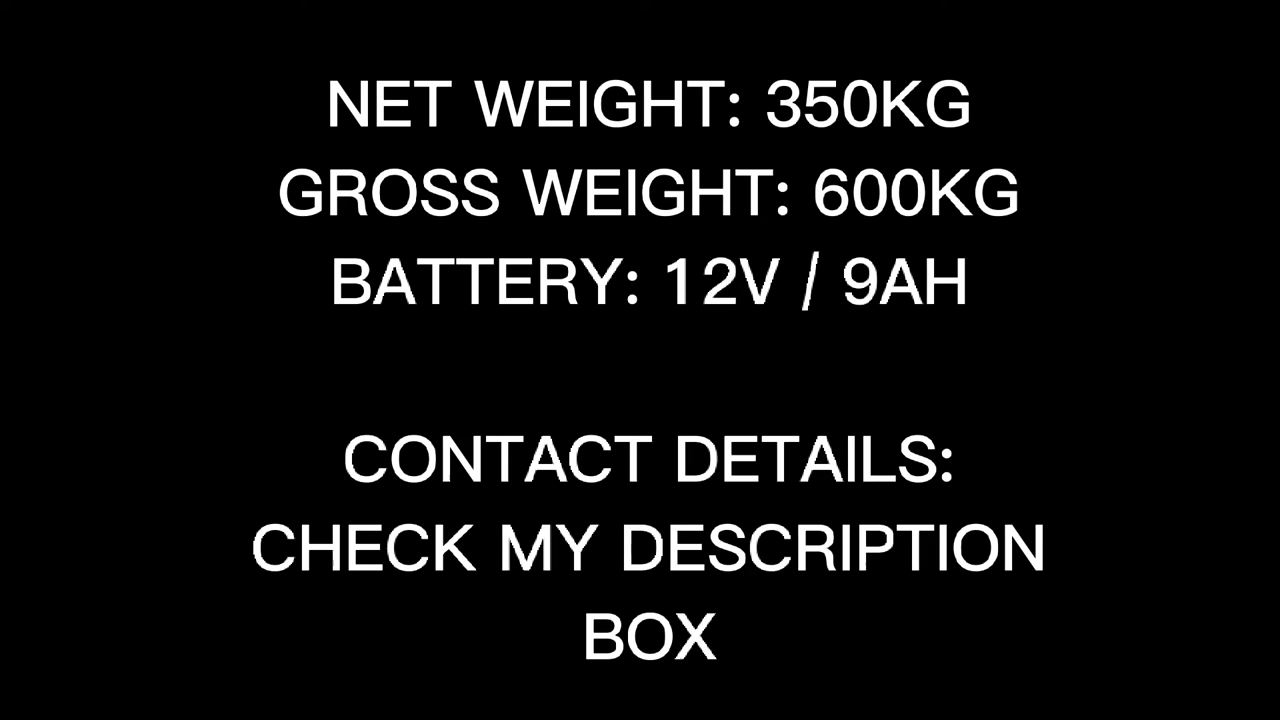 NET WEIGHT: 350KG
GROSS WEIGHT: 600KG
BATTERY: 12V / 9AH
CONTACT DETAILS:
CHECK MY DESCRIPTION
BOX